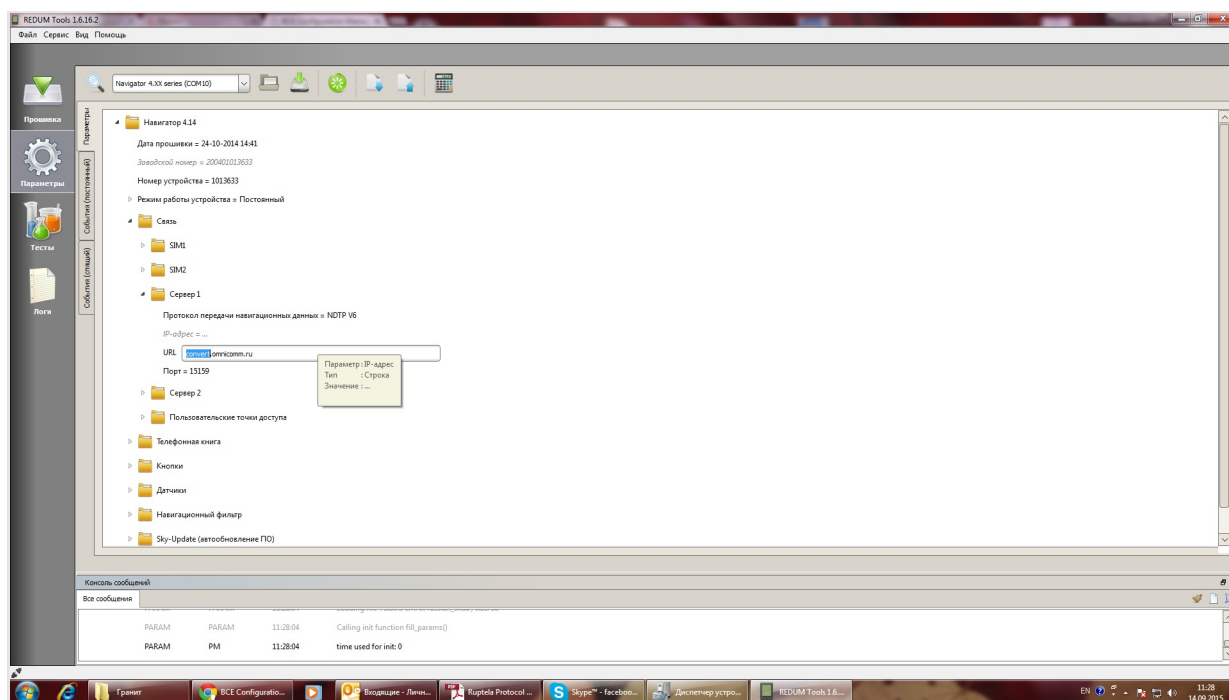 REDUM Tools 1.6.16.2
Файл Сервис Вид Помощь
Navigator 4.XX series (COM10)
Прошивка
Параметры
Тесты
Логи
Параметры
События (постоянный)
События (спящий)
Навигатор 4.14
Дата прошивки = 24-10-2014 14:41
Заводской номер = 200401013633
Номер устройства = 1013633
Режим работы устройства = Постоянный
Связь
SIM1
SIM2
Сервер 1
Протокол передачи навигационных данных = NDTP V6
IP-адрес = ...
URL convert.omnicomm.ru
Порт = 15159
Параметр : IP-адрес
Тип : Строка
Значение : ...
Сервер 2
Пользовательские точки доступа
Телефонная книга
Кнопки
Датчики
Навигационный фильтр
Sky-Update (автообновление ПО)
Консоль сообщений
Все сообщения
PARAM PARAM 11:28:04 Calling init function fill_params()
PARAM PM 11:28:04 time used for init: 0
Гранит
BCE Configuratio...
Входящие - Личн...
Ruptela Protocol ...
Skype™ - faceboo...
Диспетчер устро...
REDUM Tools 1.6....
EN
11:28
14.09.2015